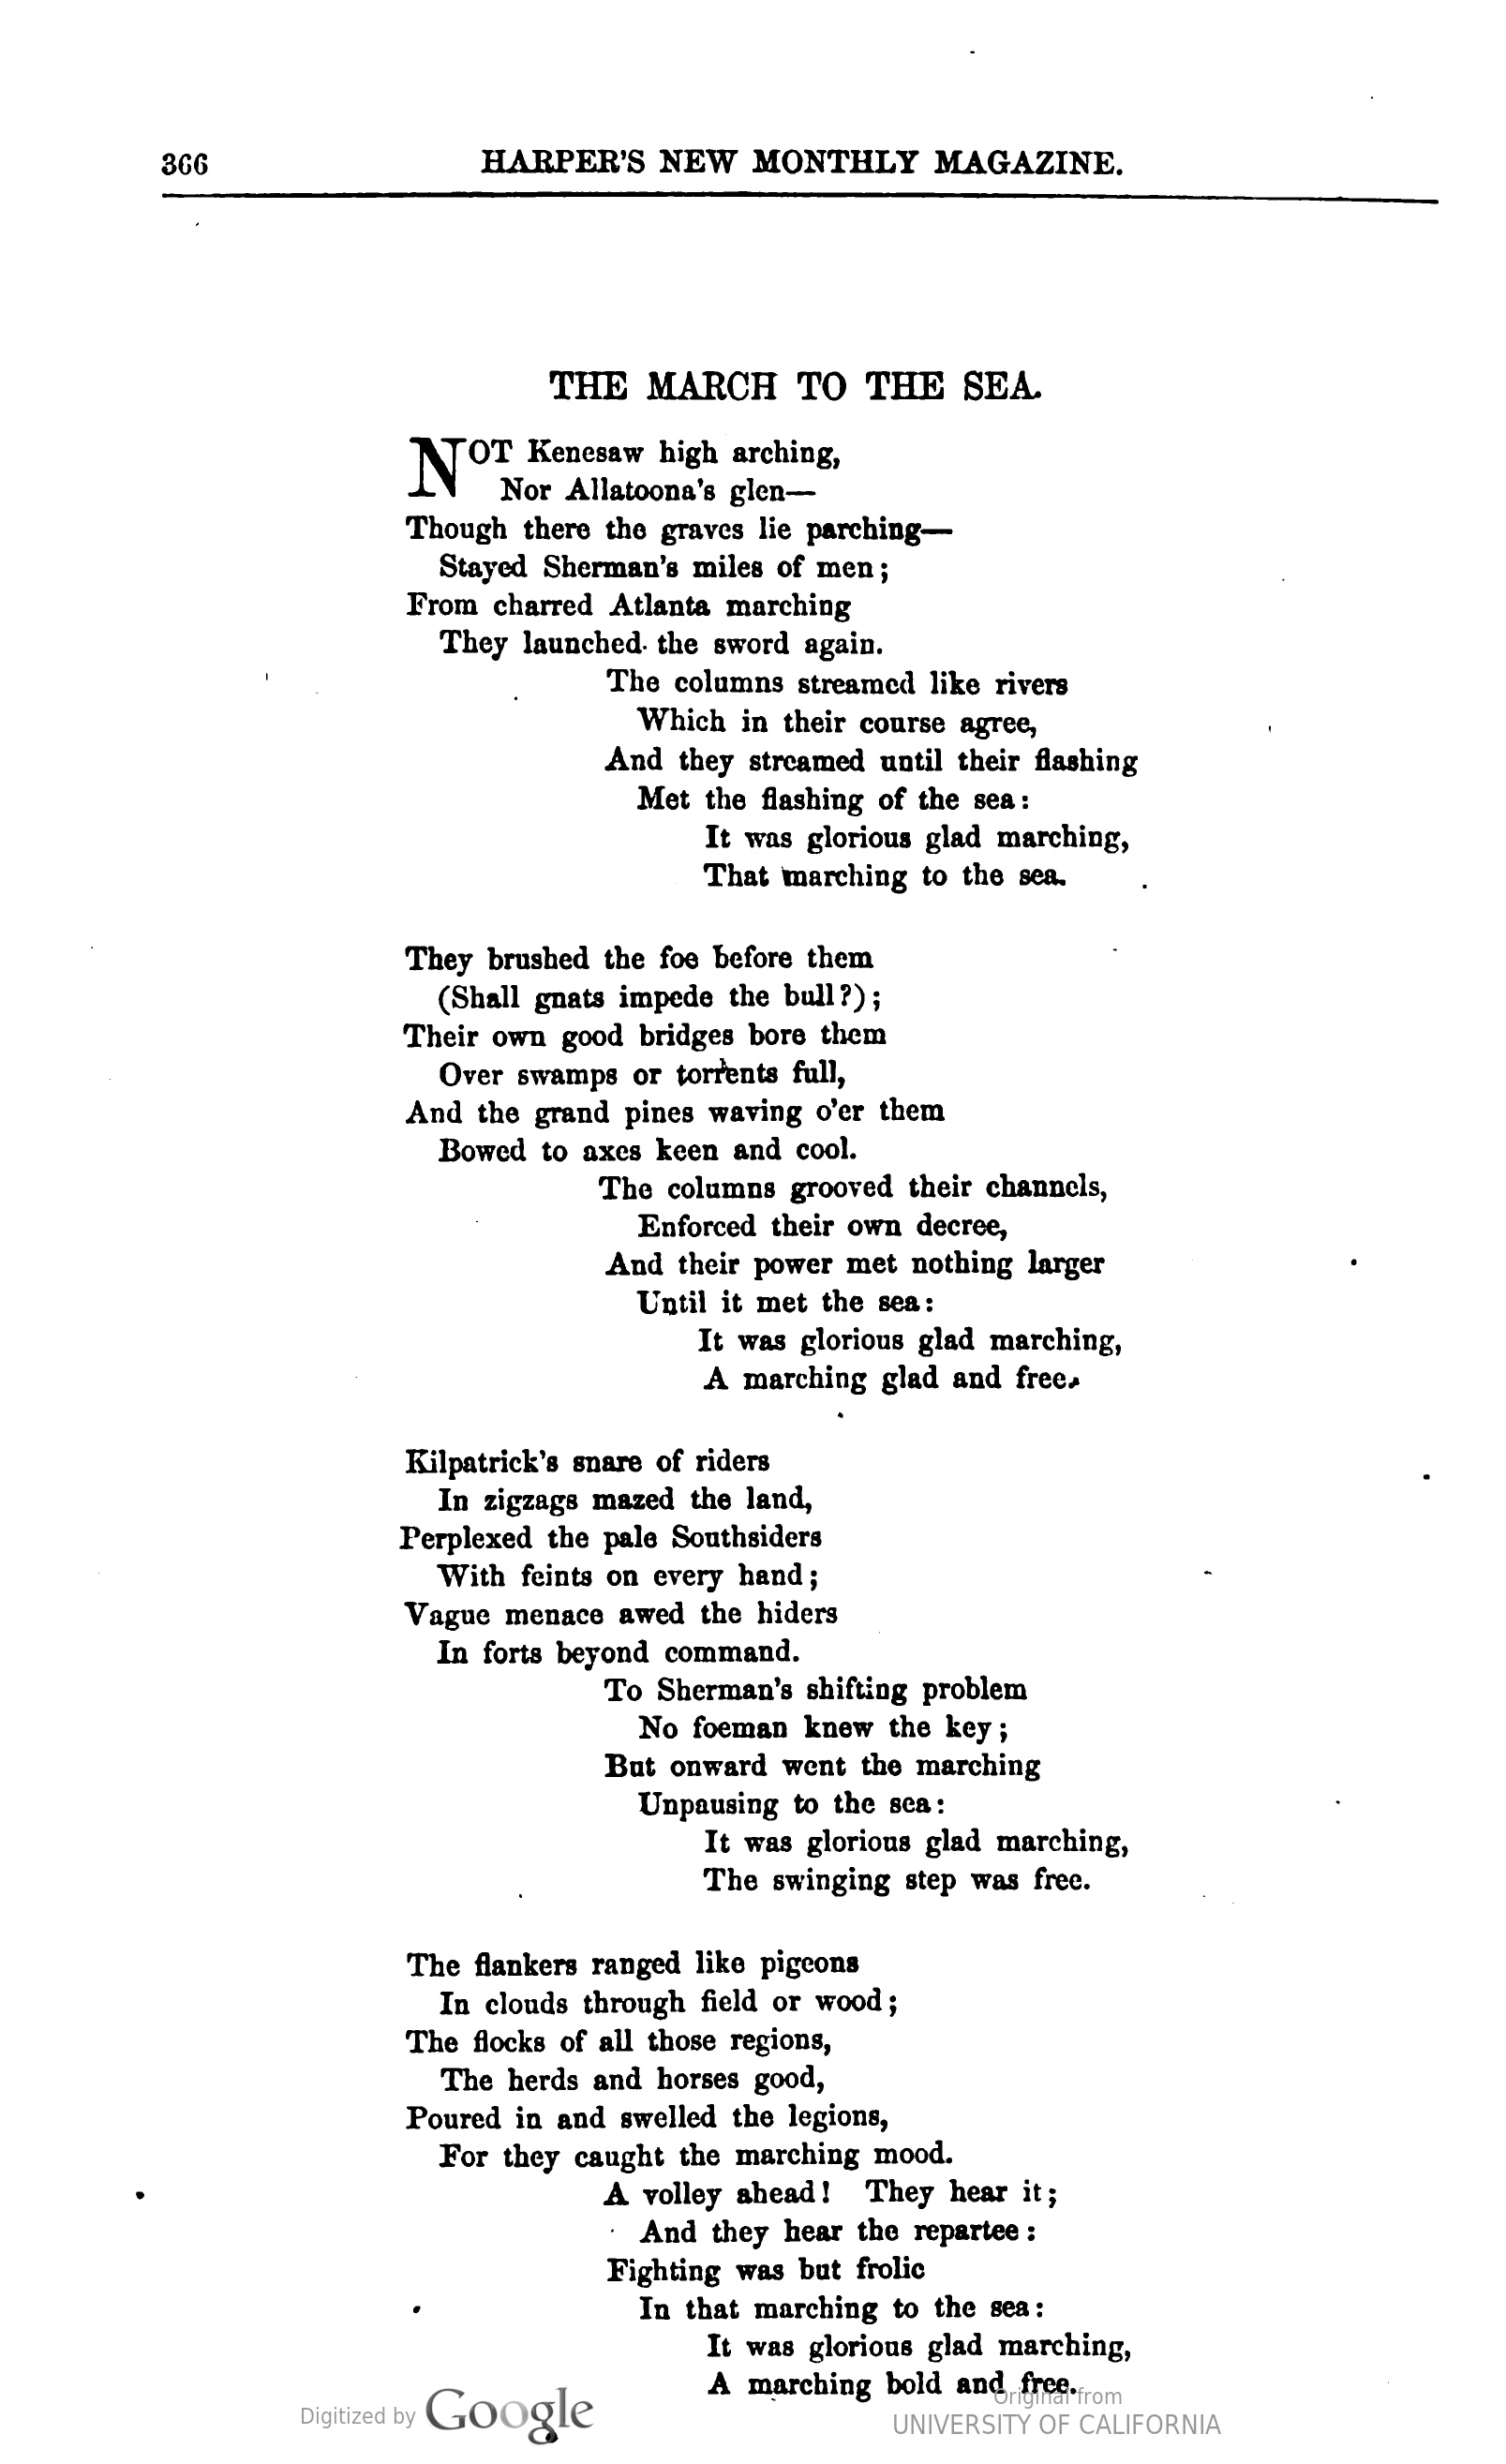 366
HARPER'S NEW MONTHLY MAGAZINE.
THE MARCH TO THE SEA.
NOT Kenesaw high arching,
Nor Allatoona's glen—
Though there the graves lie parching—
Stayed Sherman's miles of men;
From charred Atlanta marching
They launched the sword again.
The columns streamed like rivers
Which in their course agree,
And they streamed until their flashing
Met the flashing of the sea:
It was glorious glad marching,
That marching to the sea.
They brushed the foe before them
(Shall gnats impede the bull?);
Their own good bridges bore them
Over swamps or torrents full,
And the grand pines waving o'er them
Bowed to axes keen and cool.
The columns grooved their channels,
Enforced their own decree,
And their power met nothing larger
Until it met the sea:
It was glorious glad marching,
A marching glad and free.
Kilpatrick's snare of riders
In zigzags mazed the land,
Perplexed the pale Southsiders
With feints on every hand;
Vague menace awed the hiders
In forts beyond command.
To Sherman's shifting problem
No foeman knew the key;
But onward went the marching
Unpausing to the sea:
It was glorious glad marching,
The swinging step was free.
The flankers ranged like pigeons
In clouds through field or wood;
The flocks of all those regions,
The herds and horses good,
Poured in and swelled the legions,
For they caught the marching mood.
A volley ahead! They hear it;
And they hear the repartee:
Fighting was but frolic
In that marching to the sea:
It was glorious glad marching,
A marching bold and free.
Digitized by Google
Original from
UNIVERSITY OF CALIFORNIA